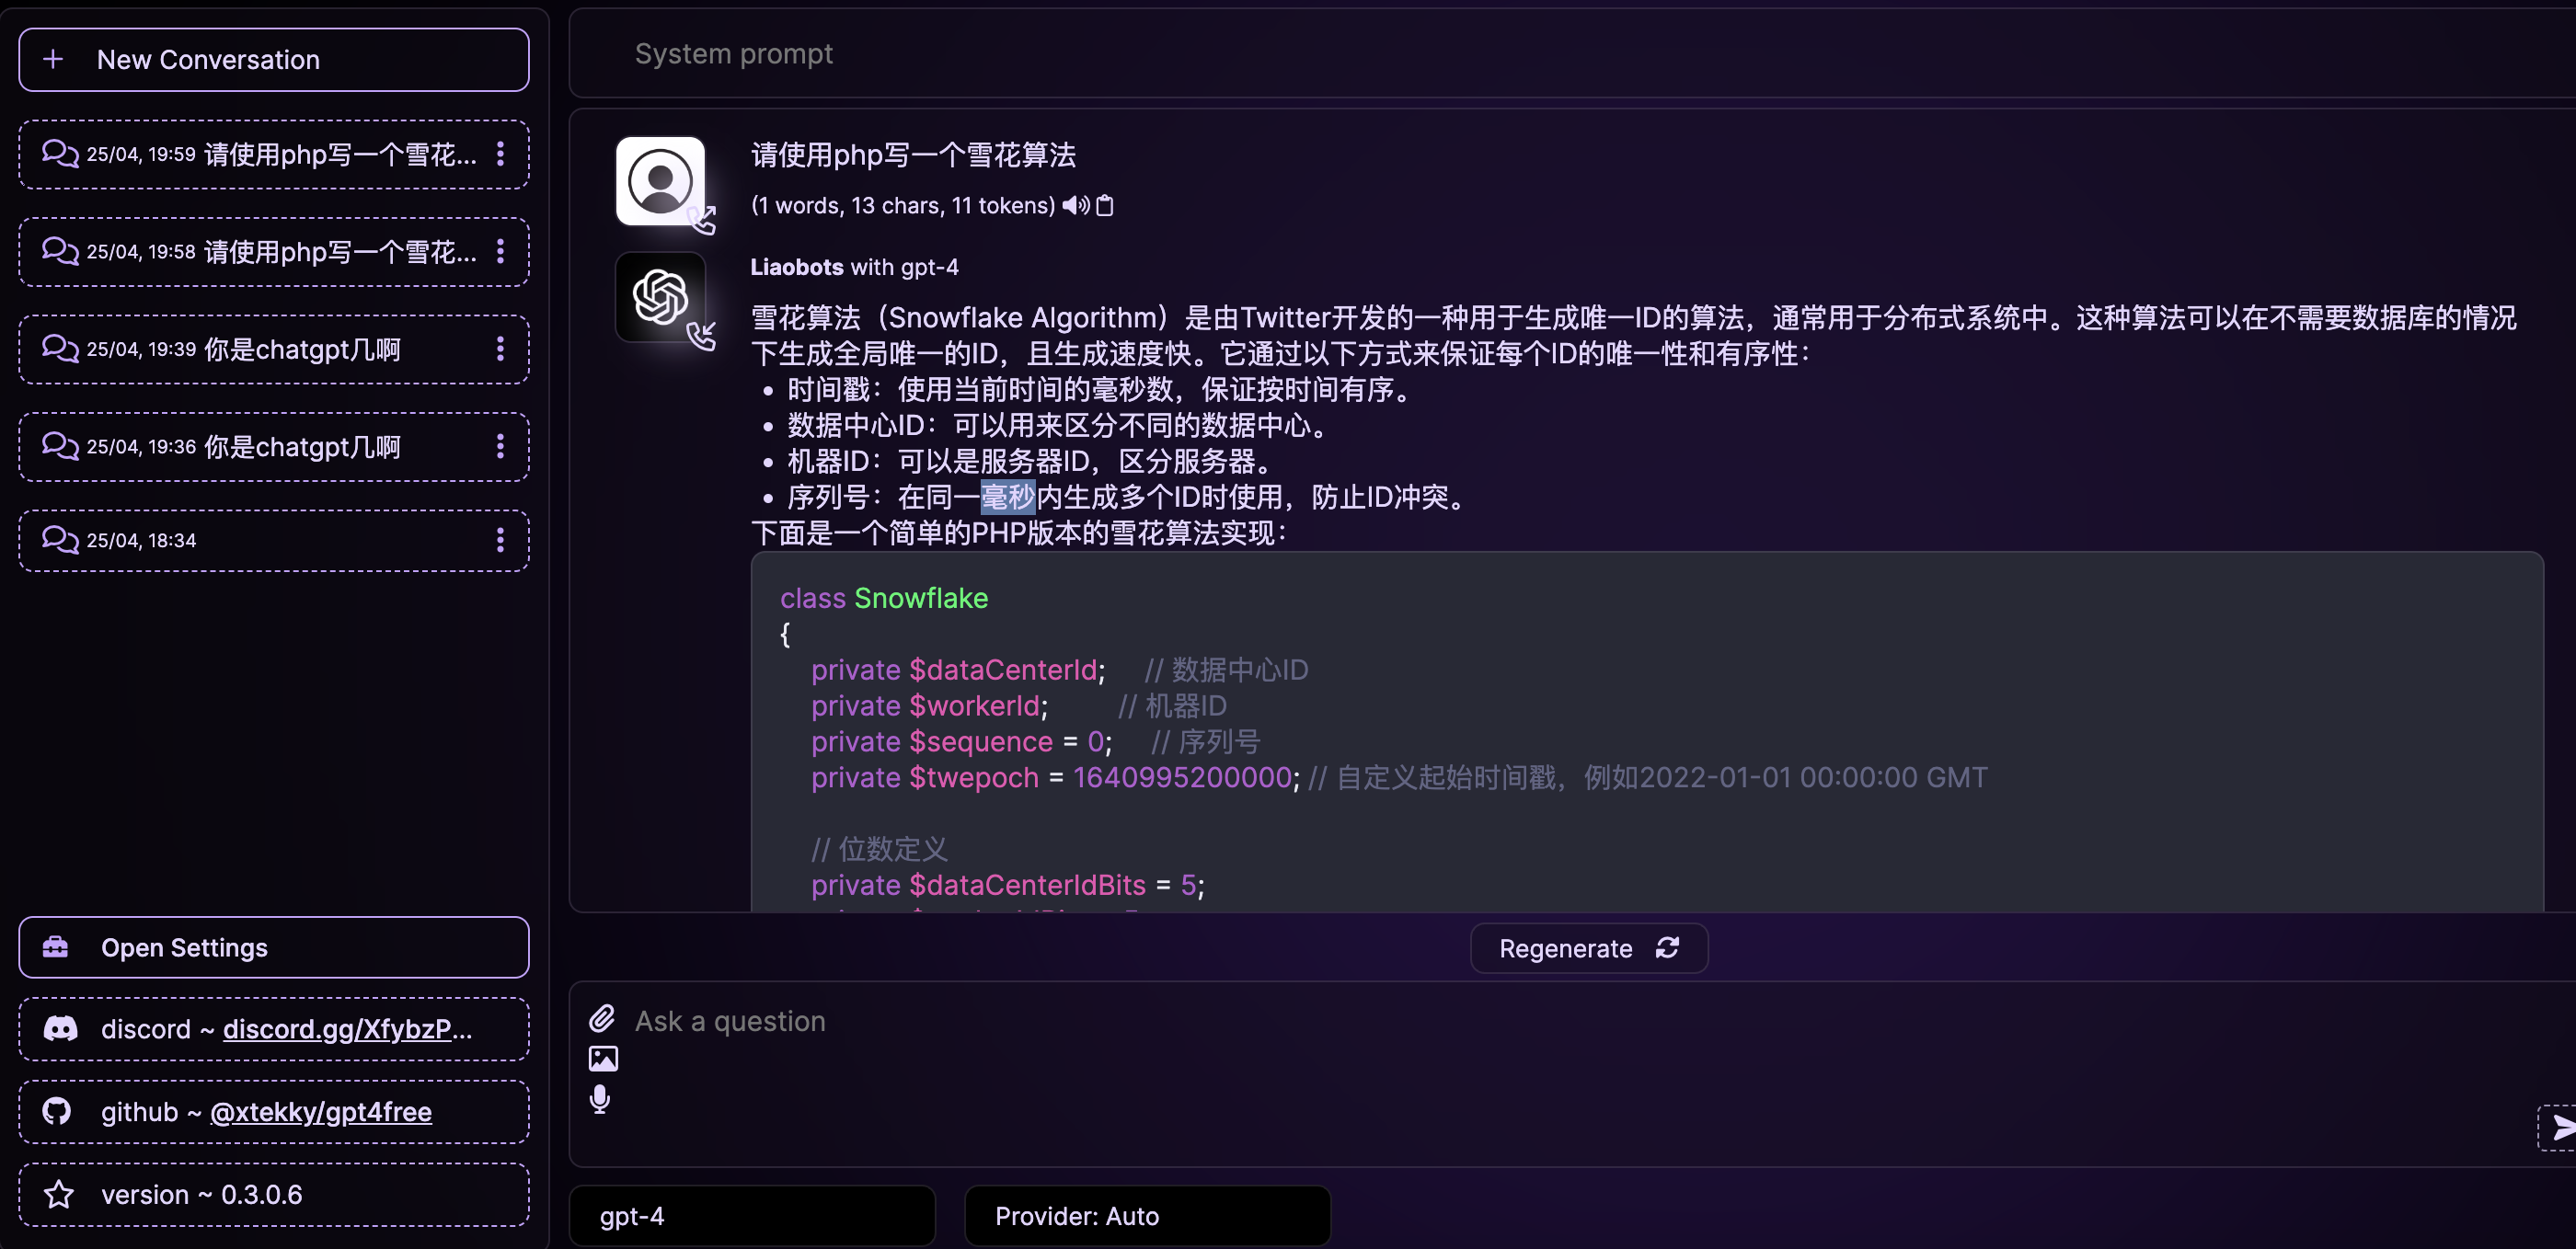 New Conversation
25/04, 19:59 请使用php写一个雪花...
25/04, 19:58 请使用php写一个雪花...
25/04, 19:39 你是chatgpt几啊
25/04, 19:36 你是chatgpt几啊
25/04, 18:34
Open Settings
discord ~ discord.gg/XfybzP...
github ~ @xtekky/gpt4free
version ~ 0.3.0.6
System prompt
请使用php写一个雪花算法
(1 words, 13 chars, 11 tokens)
Liaobots with gpt-4
雪花算法（Snowflake Algorithm）是由Twitter开发的一种用于生成唯一ID的算法，通常用于分布式系统中。这种算法可以在不需要数据库的情况
下生成全局唯一的ID，且生成速度快。它通过以下方式来保证每个ID的唯一性和有序性：
• 时间戳：使用当前时间的毫秒数，保证按时间有序。
• 数据中心ID：可以用来区分不同的数据中心。
• 机器ID：可以是服务器ID，区分服务器。
• 序列号：在同一毫秒内生成多个ID时使用，防止ID冲突。
下面是一个简单的PHP版本的雪花算法实现：
class Snowflake
{
private $dataCenterId; // 数据中心ID
private $workerId; // 机器ID
private $sequence = 0; // 序列号
private $twepoch = 1640995200000; // 自定义起始时间戳，例如2022-01-01 00:00:00 GMT
// 位数定义
private $dataCenterIdBits = 5;
Regenerate
Ask a question
gpt-4
Provider: Auto